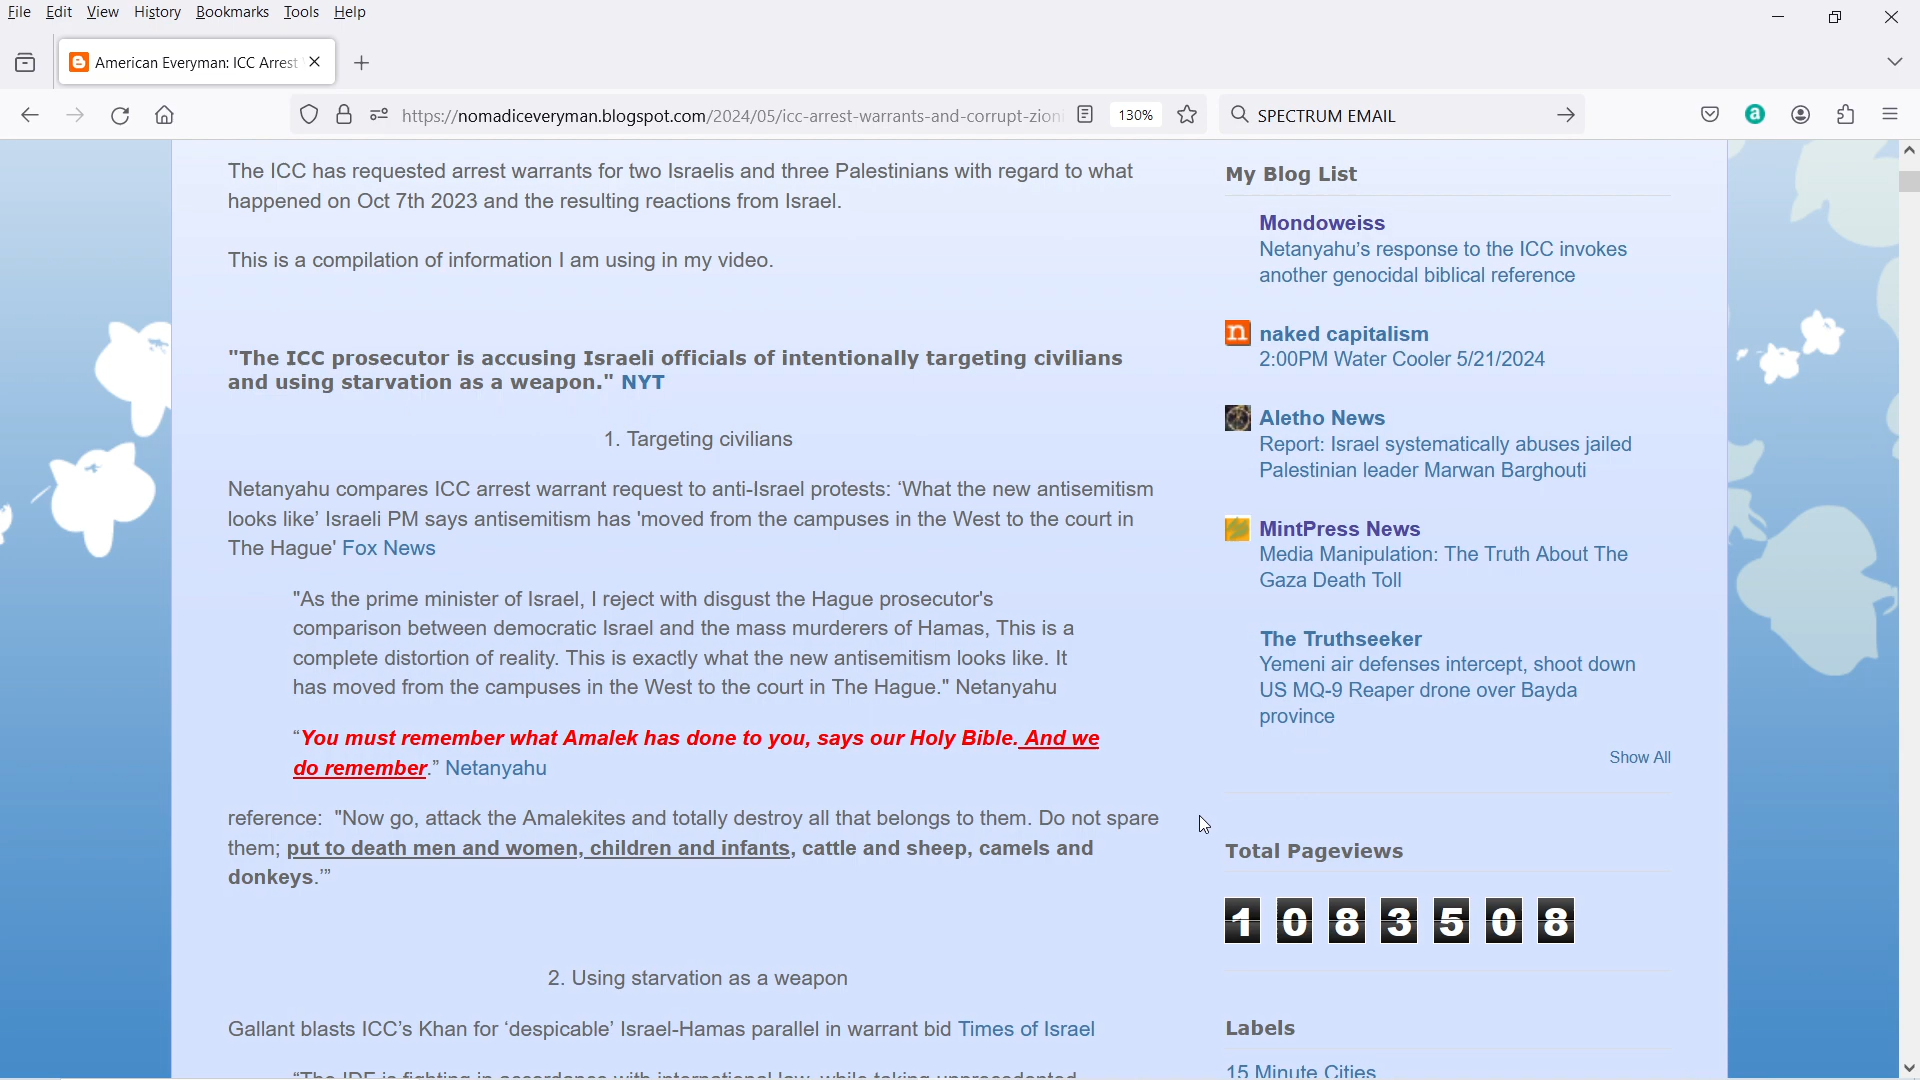 File Edit View History Bookmarks Tools Help
American Everyman: ICC Arrest
https://nomadiceveryman.blogspot.com/2024/05/icc-arrest-warrants-and-corrupt-zioni
130%
SPECTRUM EMAIL
The ICC has requested arrest warrants for two Israelis and three Palestinians with regard to what
happened on Oct 7th 2023 and the resulting reactions from Israel.
This is a compilation of information I am using in my video.
"The ICC prosecutor is accusing Israeli officials of intentionally targeting civilians
and using starvation as a weapon." NYT
1. Targeting civilians
Netanyahu compares ICC arrest warrant request to anti-Israel protests: ‘What the new antisemitism
looks like’ Israeli PM says antisemitism has 'moved from the campuses in the West to the court in
The Hague' Fox News
"As the prime minister of Israel, I reject with disgust the Hague prosecutor's
comparison between democratic Israel and the mass murderers of Hamas, This is a
complete distortion of reality. This is exactly what the new antisemitism looks like. It
has moved from the campuses in the West to the court in The Hague." Netanyahu
“You must remember what Amalek has done to you, says our Holy Bible. And we
do remember.” Netanyahu
reference: "Now go, attack the Amalekites and totally destroy all that belongs to them. Do not spare
them; put to death men and women, children and infants, cattle and sheep, camels and
donkeys.’”
2. Using starvation as a weapon
Gallant blasts ICC’s Khan for ‘despicable’ Israel-Hamas parallel in warrant bid Times of Israel
“The IDF is fighting in accordance with international law, while taking unprecedented
My Blog List
Mondoweiss
Netanyahu’s response to the ICC invokes
another genocidal biblical reference
n naked capitalism
2:00PM Water Cooler 5/21/2024
Aletho News
Report: Israel systematically abuses jailed
Palestinian leader Marwan Barghouti
MintPress News
Media Manipulation: The Truth About The
Gaza Death Toll
The Truthseeker
Yemeni air defenses intercept, shoot down
US MQ-9 Reaper drone over Bayda
province
Show All
Total Pageviews
1 0 8 3 5 0 8
Labels
15 Minute Cities